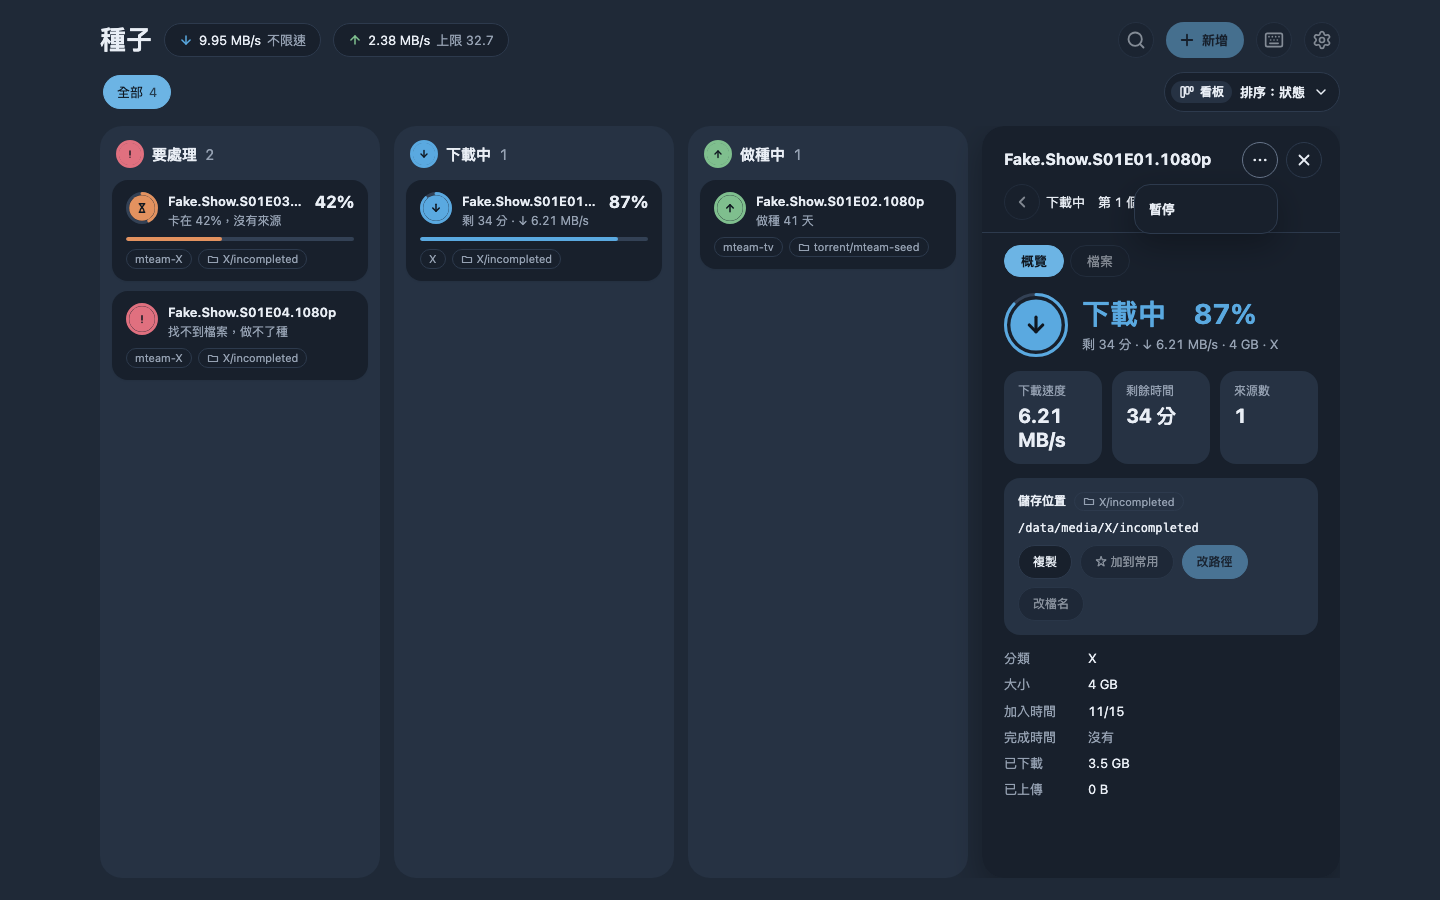 種子
9.95 MB/s 不限速
2.38 MB/s 上限 32.7
新增
全部 4
看板
排序：狀態
要處理 2
Fake.Show.S01E03... 42%
卡在 42%，沒有來源
mteam-X
X/incompleted
Fake.Show.S01E04.1080p
找不到檔案，做不了種
mteam-X
X/incompleted
下載中 1
Fake.Show.S01E01... 87%
剩 34 分 · ↓ 6.21 MB/s
X
X/incompleted
做種中 1
Fake.Show.S01E02.1080p
做種 41 天
mteam-tv
torrent/mteam-seed
Fake.Show.S01E01.1080p
下載中 第 1
暫停
概覽
檔案
下載中 87%
剩 34 分 · ↓ 6.21 MB/s · 4 GB · X
下載速度
6.21
MB/s
剩餘時間
34 分
來源數
1
儲存位置
X/incompleted
/data/media/X/incompleted
複製
☆ 加到常用
改路徑
改檔名
分類 X
大小 4 GB
加入時間 11/15
完成時間 沒有
已下載 3.5 GB
已上傳 0 B